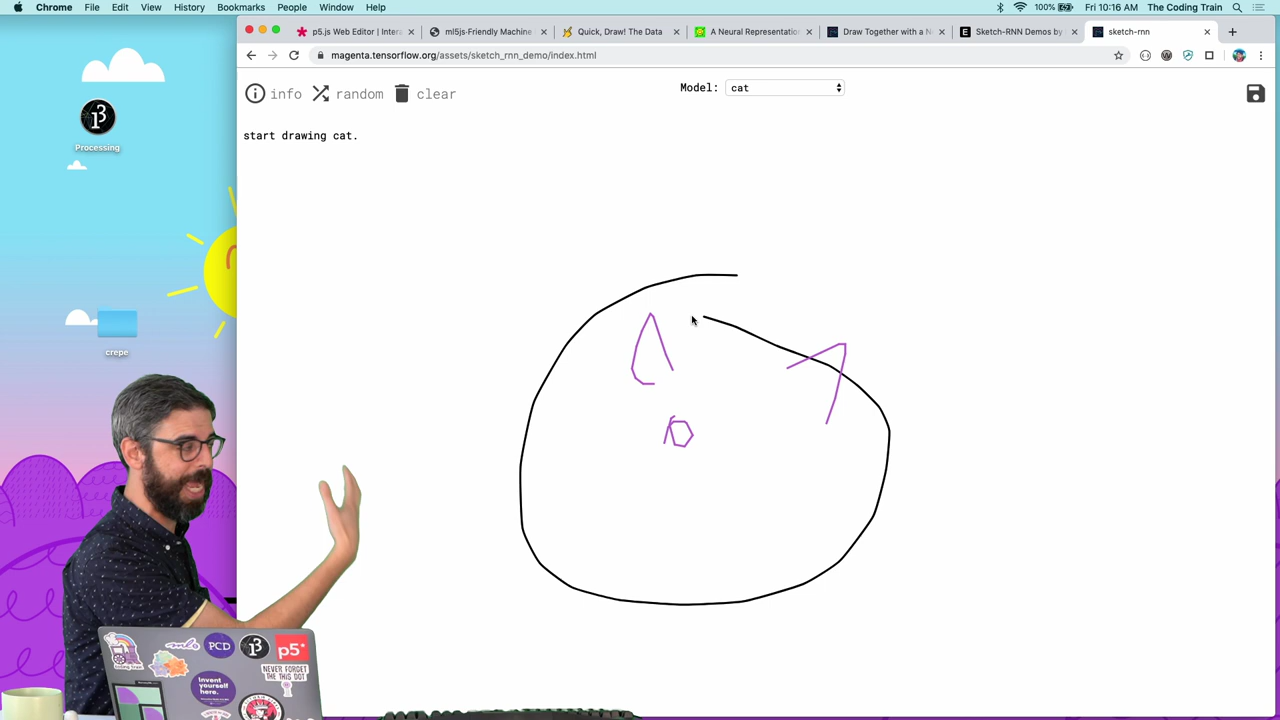 Chrome File Edit View History Bookmarks People Window Help 100% Fri 10:16 AM The Coding Train
p5.js Web Editor | Intera ml5js·Friendly Machine Quick, Draw! The Data A Neural Representation Draw Together with a N Sketch-RNN Demos by sketch-rnn
magenta.tensorflow.org/assets/sketch_rnn_demo/index.html
info random clear Model: cat
start drawing cat.
Processing
crepe
PCD
p5*
NEVER FORGET
THE THIS DOT
Invent
yourself
here.